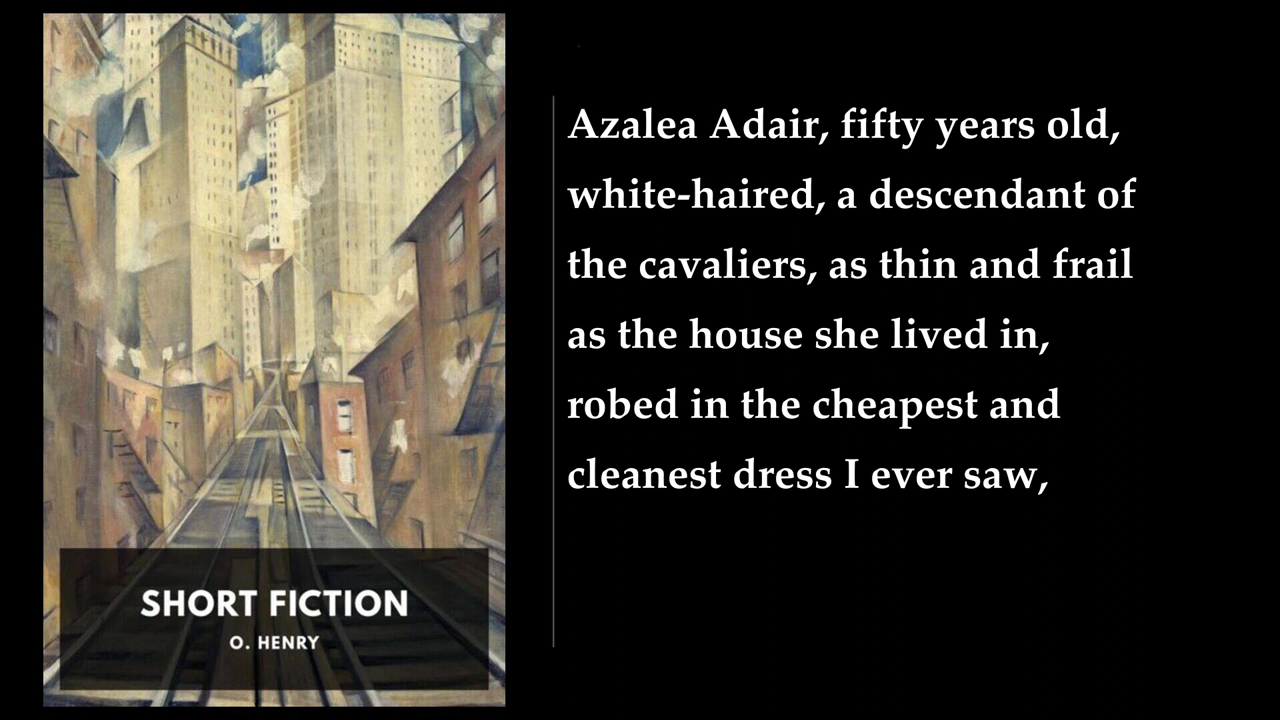 SHORT FICTION
O. HENRY
Azalea Adair, fifty years old,
white-haired, a descendant of
the cavaliers, as thin and frail
as the house she lived in,
robed in the cheapest and
cleanest dress I ever saw,